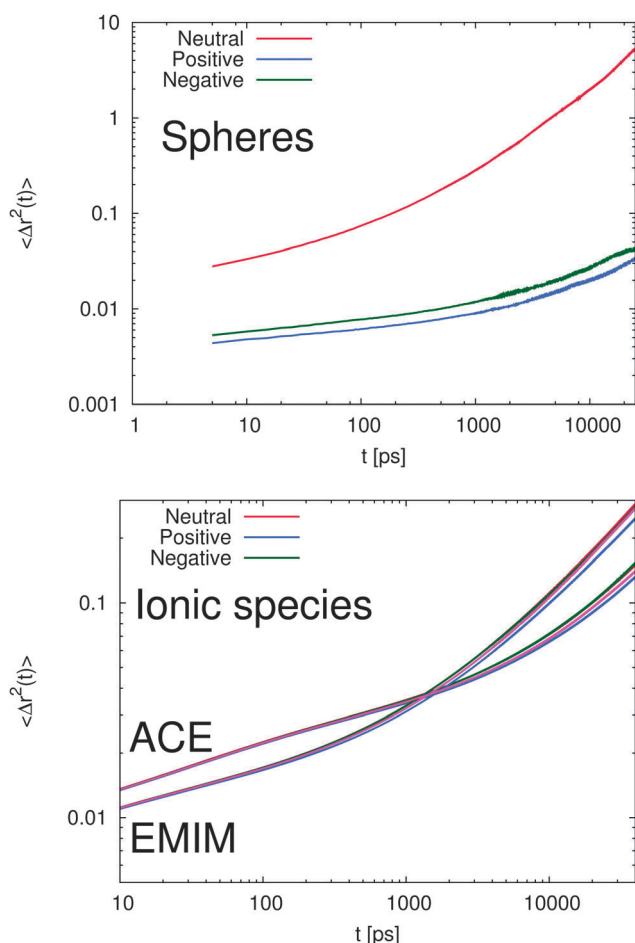 10
1
0.1
0.01
0.001
<Δr²(t)>
Neutral
Positive
Negative
Spheres
1 10 100 1000 10000
t [ps]
0.1
0.01
<Δr²(t)>
Neutral
Positive
Negative
Ionic species
ACE
EMIM
10 100 1000 10000
t [ps]